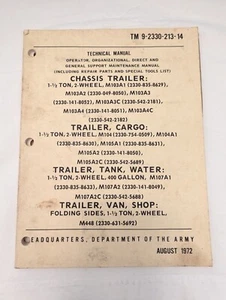 TM 9-2330-213-14
TECHNICAL MANUAL
OPERATOR, ORGANIZATIONAL, DIRECT AND
GENERAL SUPPORT MAINTENANCE MANUAL
(INCLUDING REPAIR PARTS AND SPECIAL TOOLS LIST)
CHASSIS TRAILER:
1-½ TON, 2-WHEEL, M103A1 (2330-835-8629),
M103A2 (2330-049-8050), M103A3
(2330-141-8052), M103A3C (2330-542-2181),
M103A4 (2330-141-8051), M103A4C
(2330-542-2182)
TRAILER, CARGO:
1-½ TON, 2-WHEEL, M104 (2330-754-0509), M104A1
(2330-835-8630), M105A1 (2330-835-8631),
M105A2 (2330-141-8050),
M105A2C (2330-542-5689)
TRAILER, TANK, WATER:
1-½ TON, 2-WHEEL, 400 GALLON, M107A1
(2330-835-8633), M107A2 (2330-141-8049),
M107A2C (2330-542-5688)
TRAILER, VAN, SHOP:
FOLDING SIDES, 1-½ TON, 2-WHEEL,
M448 (2330-631-5692)
HEADQUARTERS, DEPARTMENT OF THE ARMY
AUGUST 1972